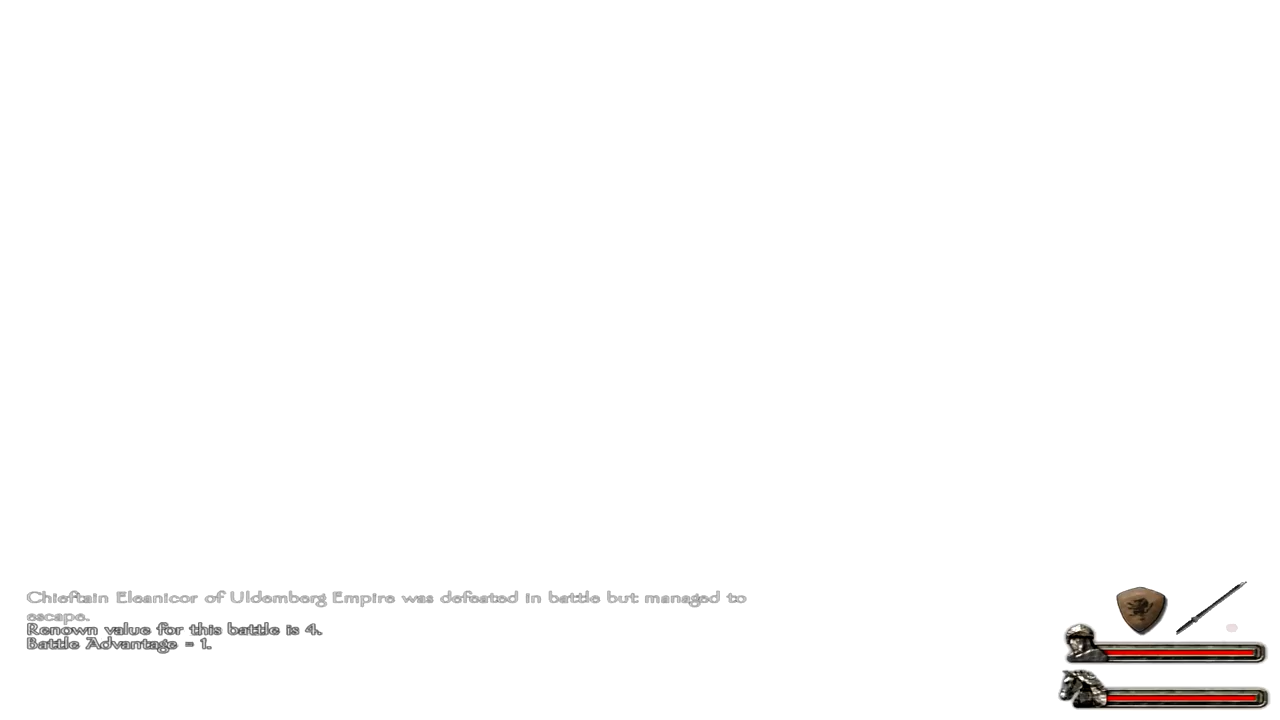 Chieftain Eleanicor of Uldemberg Empire was defeated in battle but managed to
escape.
Renown value for this battle is 4.
Battle Advantage = 1.